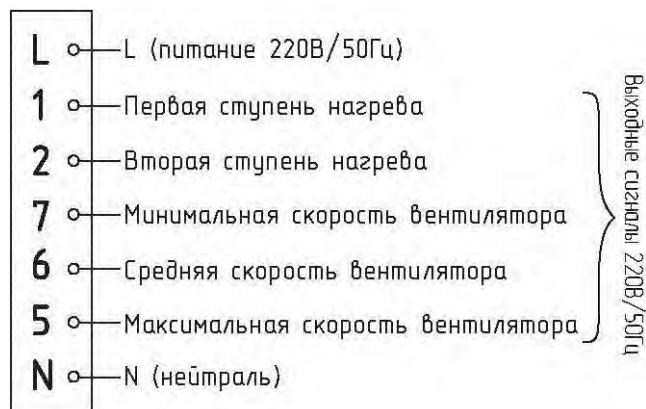 L L (питание 220В/50Гц)
1 Первая ступень нагрева
2 Вторая ступень нагрева
7 Минимальная скорость вентилятора
6 Средняя скорость вентилятора
5 Максимальная скорость вентилятора
N N (нейтраль)
Выходные сигналы 220В/50Гц